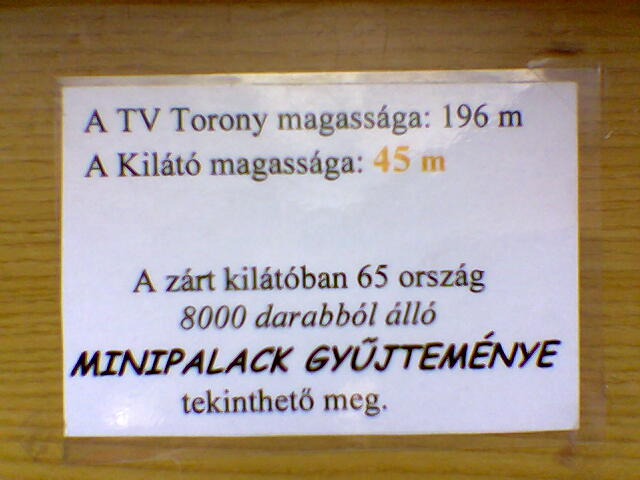 A TV Torony magassága: 196 m
A Kilátó magassága: 45 m
A zárt kilátóban 65 ország
8000 darabból álló
MINIPALACK GYŰJTEMÉNYE
tekinthető meg.